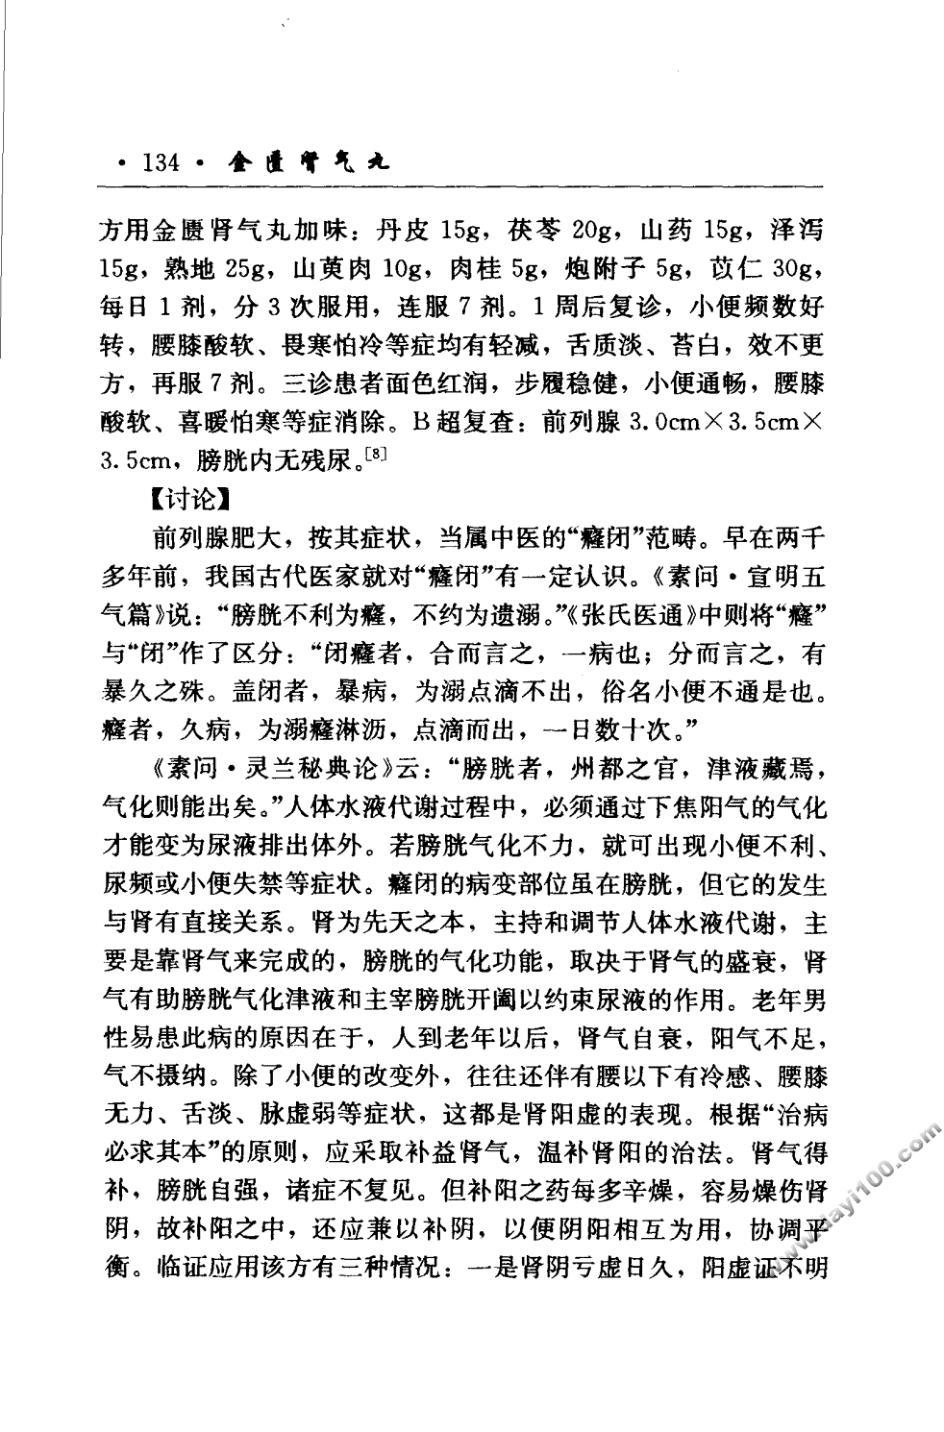 ·134· 金匮肾气丸
方用金匮肾气丸加味：丹皮 15g，茯苓 20g，山药 15g，泽泻
15g，熟地 25g，山萸肉 10g，肉桂 5g，炮附子 5g，苡仁 30g，
每日 1 剂，分 3 次服用，连服 7 剂。1 周后复诊，小便频数好
转，腰膝酸软、畏寒怕冷等症均有轻减，舌质淡、苔白，效不更
方，再服 7 剂。三诊患者面色红润，步履稳健，小便通畅，腰膝
酸软、喜暖怕寒等症消除。B 超复查：前列腺 3.0cm×3.5cm×
3.5cm，膀胱内无残尿。[8]
【讨论】
前列腺肥大，按其症状，当属中医的“癃闭”范畴。早在两千
多年前，我国古代医家就对“癃闭”有一定认识。《素问·宣明五
气篇》说：“膀胱不利为癃，不约为遗溺。”《张氏医通》中则将“癃”
与“闭”作了区分：“闭癃者，合而言之，一病也；分而言之，有
暴久之殊。盖闭者，暴病，为溺点滴不出，俗名小便不通是也。
癃者，久病，为溺癃淋沥，点滴而出，一日数十次。”
《素问·灵兰秘典论》云：“膀胱者，州都之官，津液藏焉，
气化则能出矣。”人体水液代谢过程中，必须通过下焦阳气的气化
才能变为尿液排出体外。若膀胱气化不力，就可出现小便不利、
尿频或小便失禁等症状。癃闭的病变部位虽在膀胱，但它的发生
与肾有直接关系。肾为先天之本，主持和调节人体水液代谢，主
要是靠肾气来完成的，膀胱的气化功能，取决于肾气的盛衰，肾
气有助膀胱气化津液和主宰膀胱开阖以约束尿液的作用。老年男
性易患此病的原因在于，人到老年以后，肾气自衰，阳气不足，
气不摄纳。除了小便的改变外，往往还伴有腰以下有冷感、腰膝
无力、舌淡、脉虚弱等症状，这都是肾阳虚的表现。根据“治病
必求其本”的原则，应采取补益肾气，温补肾阳的治法。肾气得
补，膀胱自强，诸症不复见。但补阳之药每多辛燥，容易燥伤肾
阴，故补阳之中，还应兼以补阴，以便阴阳相互为用，协调平
衡。临证应用该方有三种情况：一是肾阴亏虚日久，阳虚证不明
www.dayi100.com